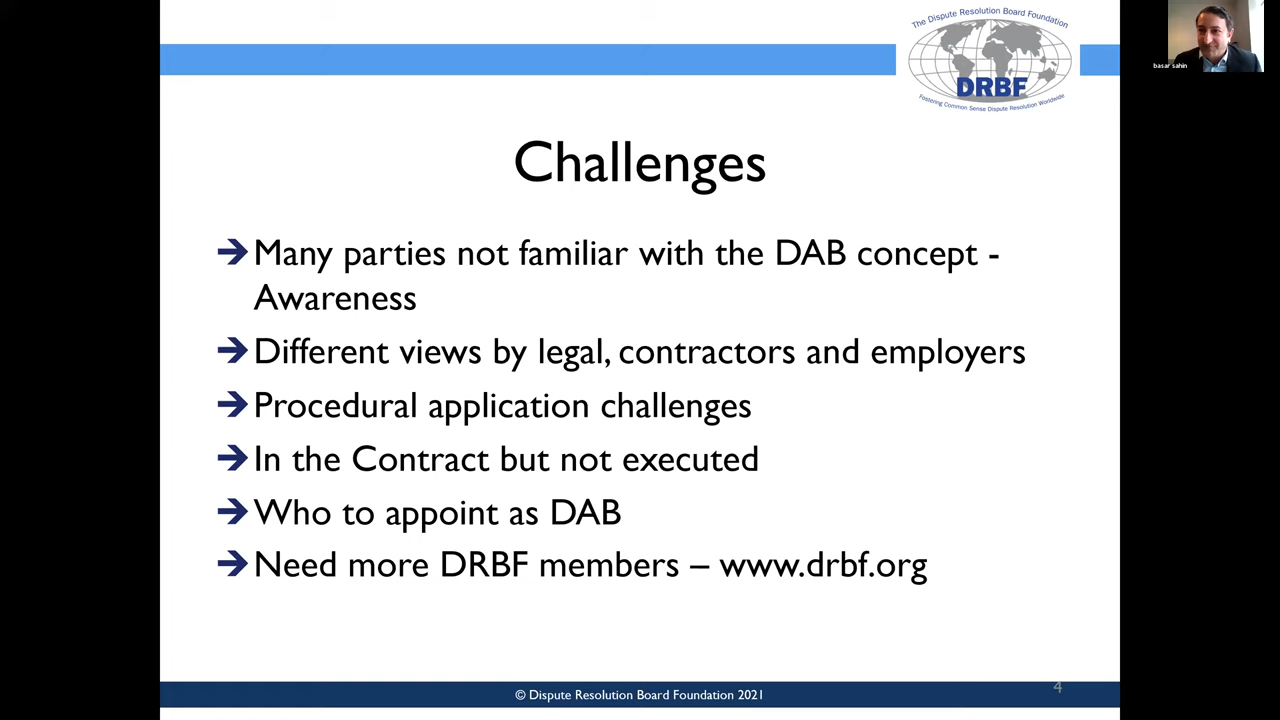 The Dispute Resolution Board Foundation
DRBF
Fostering Common Sense Dispute Resolution Worldwide
basar sahin
Challenges
Many parties not familiar with the DAB concept -
Awareness
Different views by legal, contractors and employers
Procedural application challenges
In the Contract but not executed
Who to appoint as DAB
Need more DRBF members – www.drbf.org
© Dispute Resolution Board Foundation 2021
4